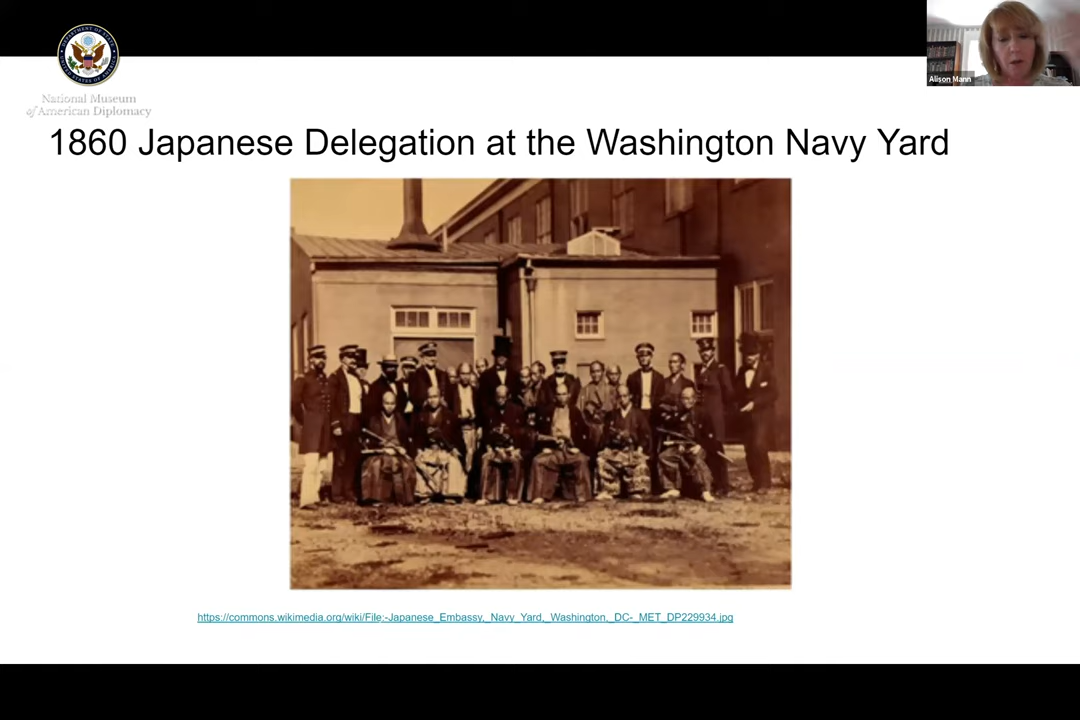 National Museum
of American Diplomacy
Alison Mann
1860 Japanese Delegation at the Washington Navy Yard
https://commons.wikimedia.org/wiki/File:-Japanese_Embassy,_Navy_Yard,_Washington,_DC-_MET_DP229934.jpg